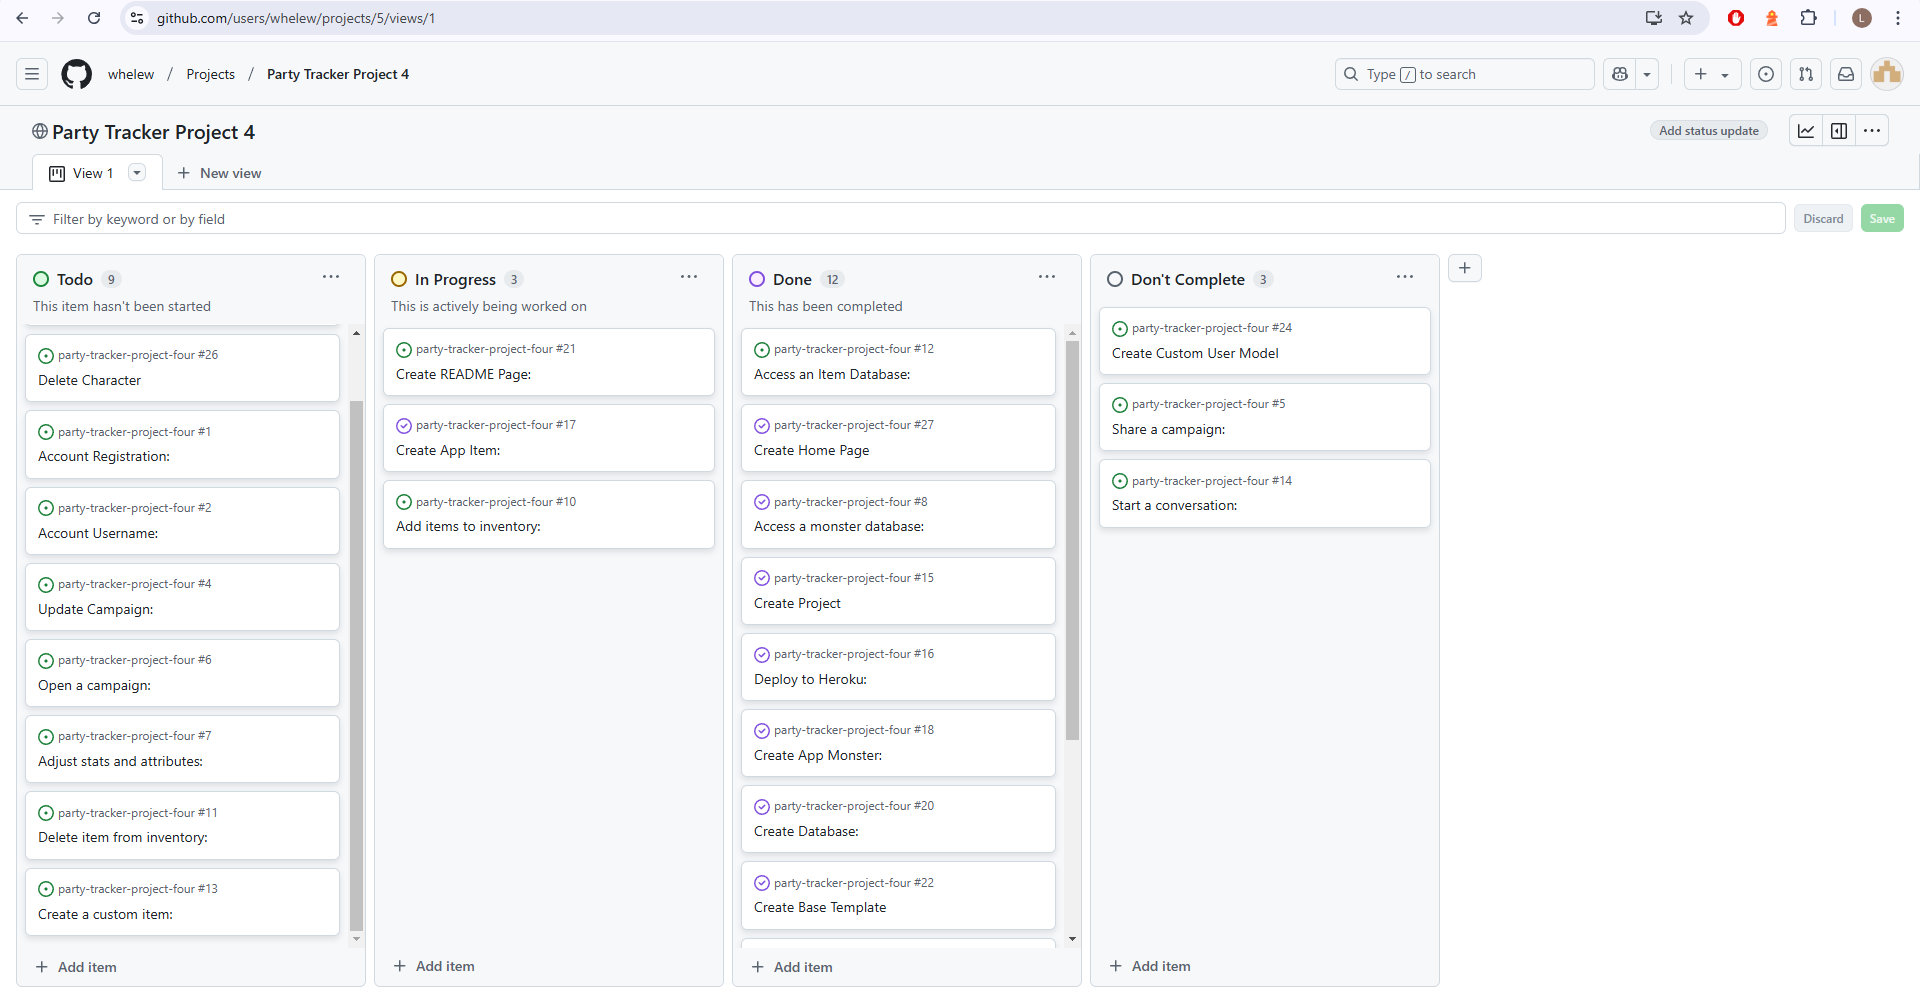 github.com/users/whelew/projects/5/views/1
L
whelew / Projects / Party Tracker Project 4
Type / to search
Party Tracker Project 4
Add status update
View 1
New view
Filter by keyword or by field
Discard
Save
Todo 9
This item hasn't been started
party-tracker-project-four #26
Delete Character
party-tracker-project-four #1
Account Registration:
party-tracker-project-four #2
Account Username:
party-tracker-project-four #4
Update Campaign:
party-tracker-project-four #6
Open a campaign:
party-tracker-project-four #7
Adjust stats and attributes:
party-tracker-project-four #11
Delete item from inventory:
party-tracker-project-four #13
Create a custom item:
Add item
In Progress 3
This is actively being worked on
party-tracker-project-four #21
Create README Page:
party-tracker-project-four #17
Create App Item:
party-tracker-project-four #10
Add items to inventory:
Add item
Done 12
This has been completed
party-tracker-project-four #12
Access an Item Database:
party-tracker-project-four #27
Create Home Page
party-tracker-project-four #8
Access a monster database:
party-tracker-project-four #15
Create Project
party-tracker-project-four #16
Deploy to Heroku:
party-tracker-project-four #18
Create App Monster:
party-tracker-project-four #20
Create Database:
party-tracker-project-four #22
Create Base Template
Add item
Don't Complete 3
party-tracker-project-four #24
Create Custom User Model
party-tracker-project-four #5
Share a campaign:
party-tracker-project-four #14
Start a conversation:
Add item